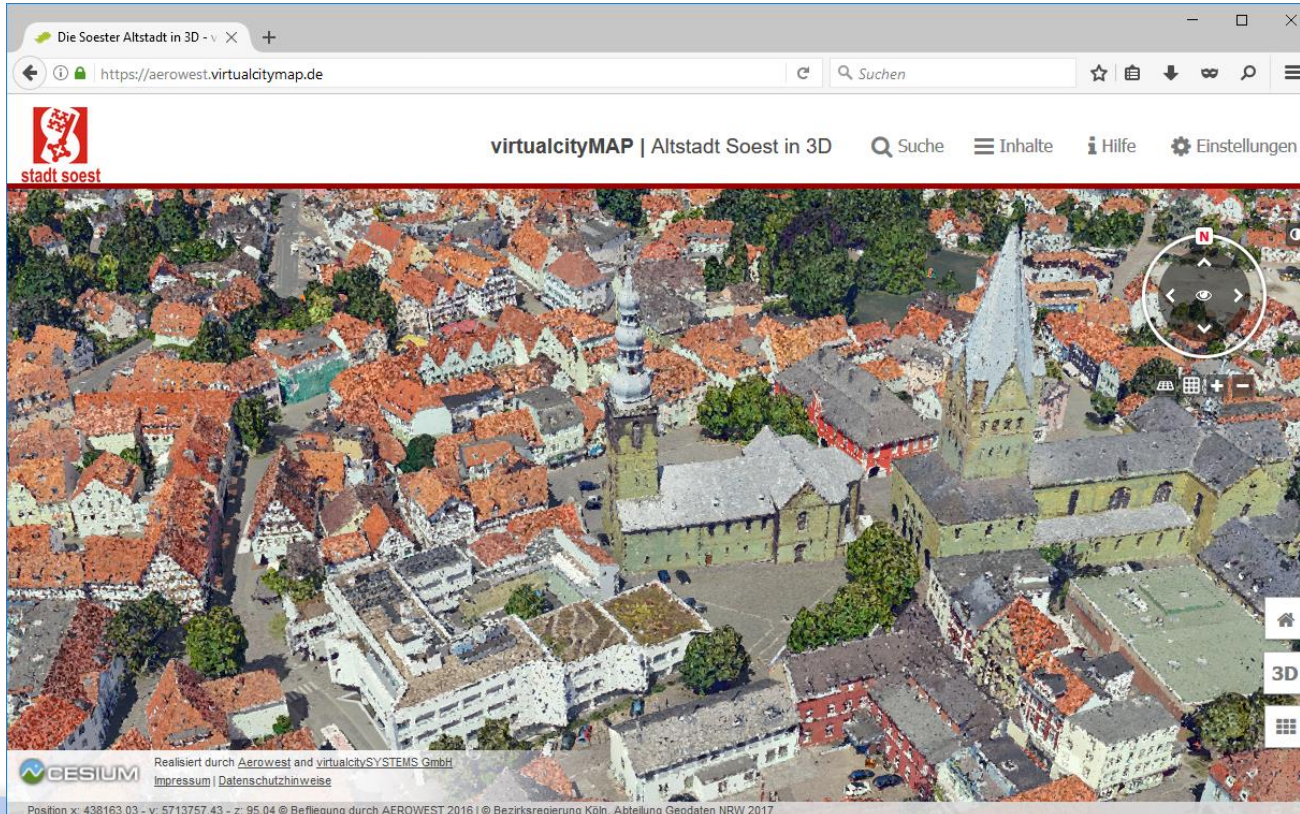 Die Soester Altstadt in 3D - v
https://aerowest.virtualcitymap.de
Suchen
stadt soest
virtualcityMAP | Altstadt Soest in 3D
Suche
Inhalte
Hilfe
Einstellungen
N
3D
CESIUM
Realisiert durch Aerowest and virtualcitySYSTEMS GmbH
Impressum | Datenschutzhinweise
Position x: 438163.03 - y: 5713757.43 - z: 95.04 © Befliegung durch AEROWEST 2016 | © Bezirksregierung Köln, Abteilung Geodaten NRW 2017